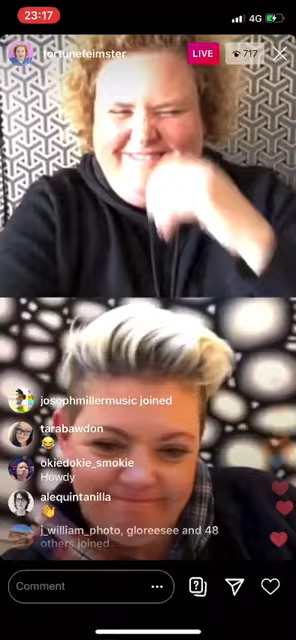 23:17
4G
fortunefeimster
LIVE
717
josephmillermusic joined
tarabawdon
okiedokie_smokie
Howdy
alequintanilla
j_william_photo, gloreesee and 48
others joined
Comment